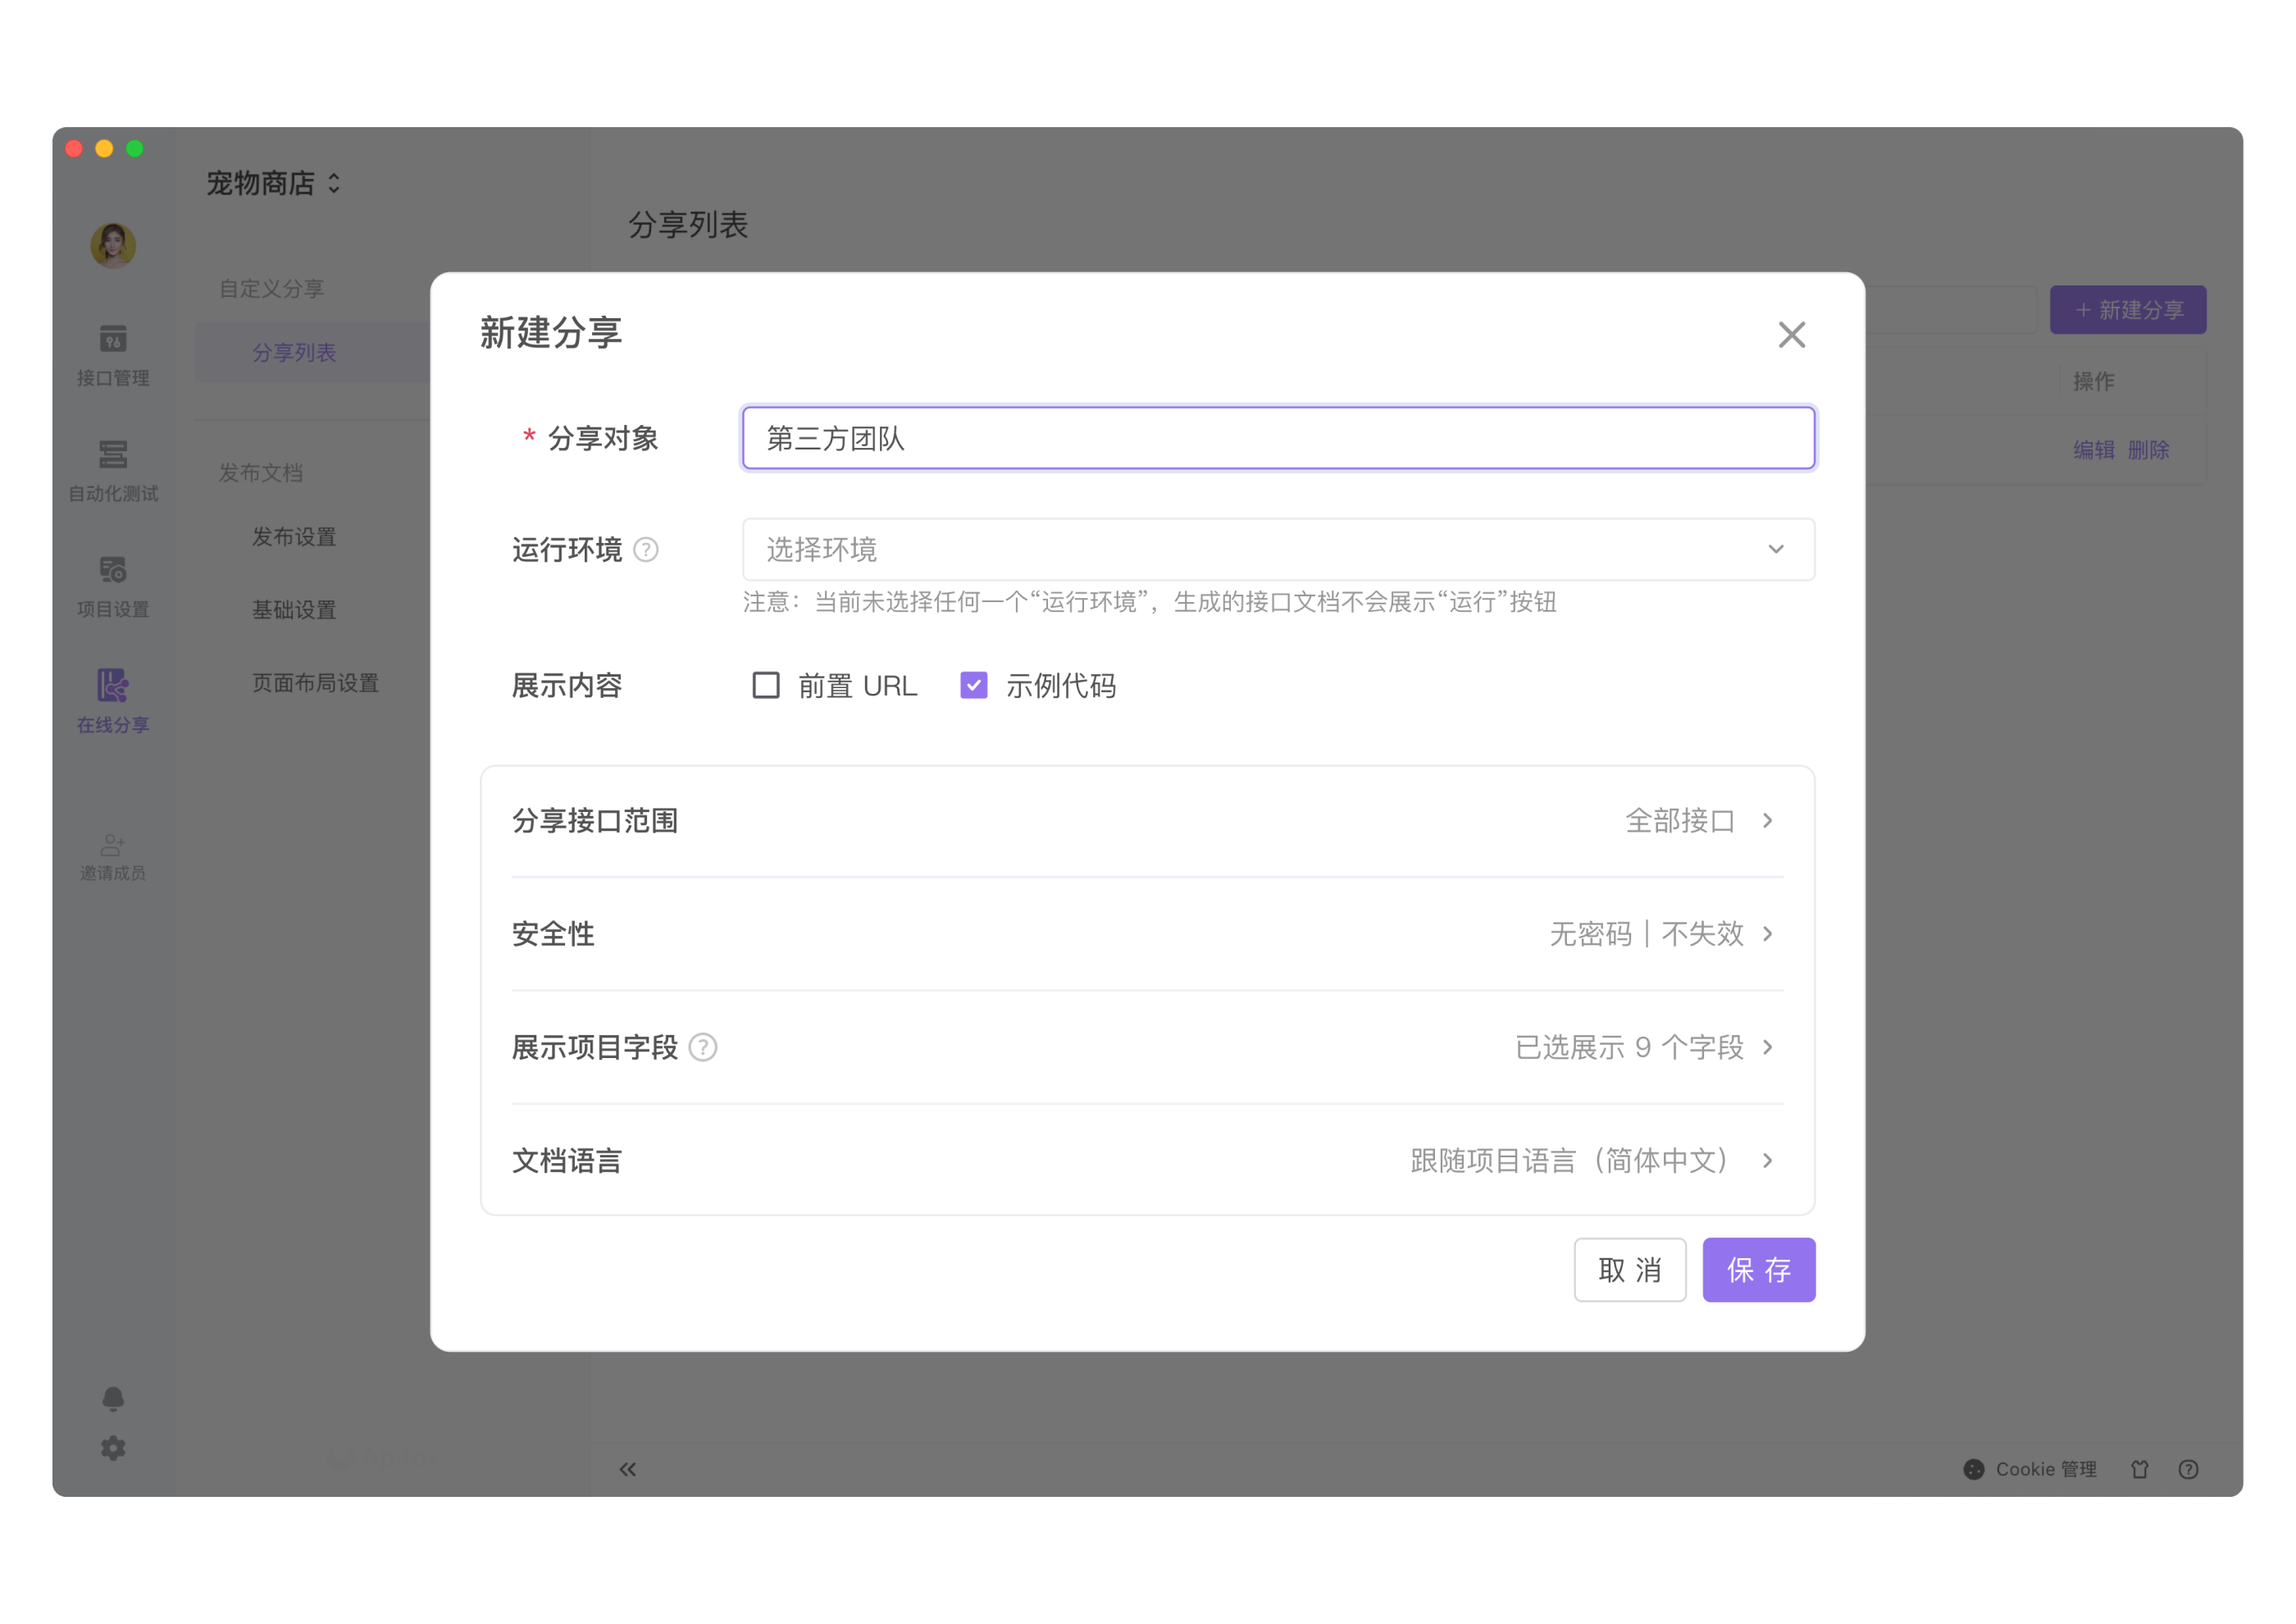 宠物商店
分享列表
自定义分享
分享列表
发布文档
发布设置
基础设置
页面布局设置
接口管理
自动化测试
项目设置
在线分享
邀请成员
+ 新建分享
操作
编辑 删除
新建分享
* 分享对象 第三方团队
运行环境 ? 选择环境
注意：当前未选择任何一个“运行环境”，生成的接口文档不会展示“运行”按钮
展示内容 前置 URL 示例代码
分享接口范围 全部接口
安全性 无密码 | 不失效
展示项目字段 ? 已选展示 9 个字段
文档语言 跟随项目语言（简体中文）
取 消 保 存
Cookie 管理 ?